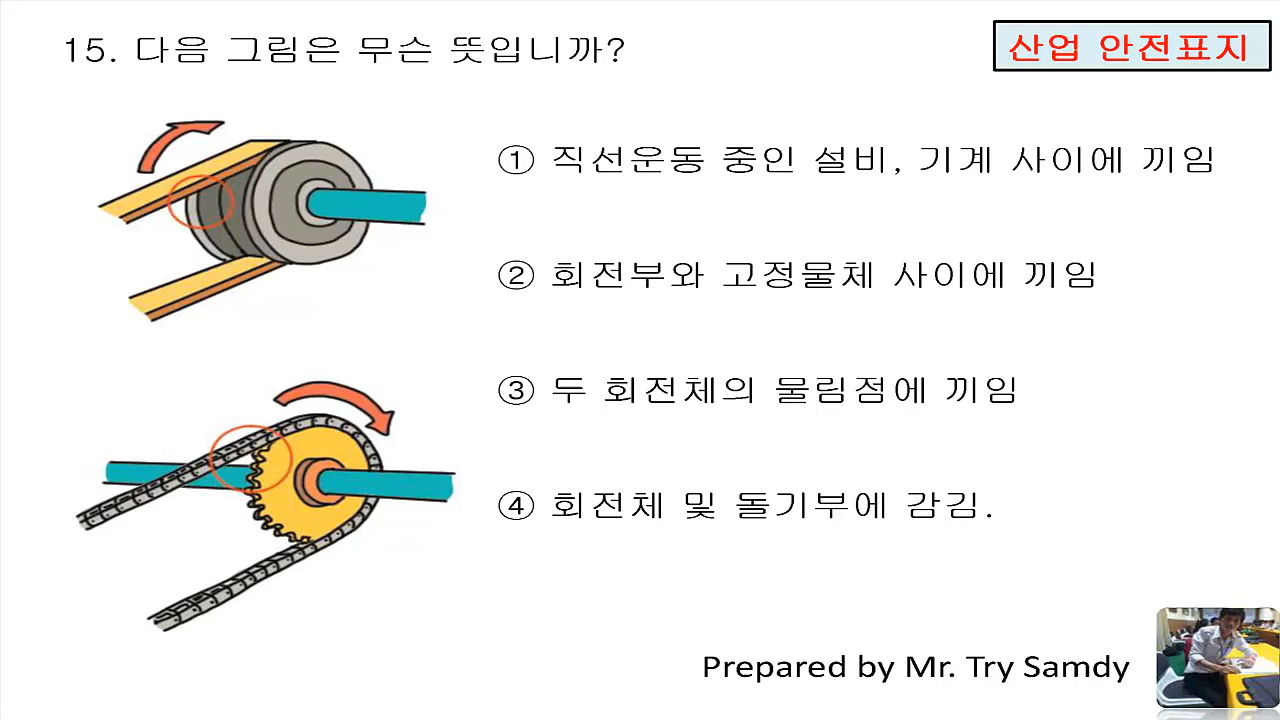 15. 다음 그림은 무슨 뜻입니까?
산업 안전표지
① 직선운동 중인 설비, 기계 사이에 끼임
② 회전부와 고정물체 사이에 끼임
③ 두 회전체의 물림점에 끼임
④ 회전체 및 돌기부에 감김.
Prepared by Mr. Try Samdy